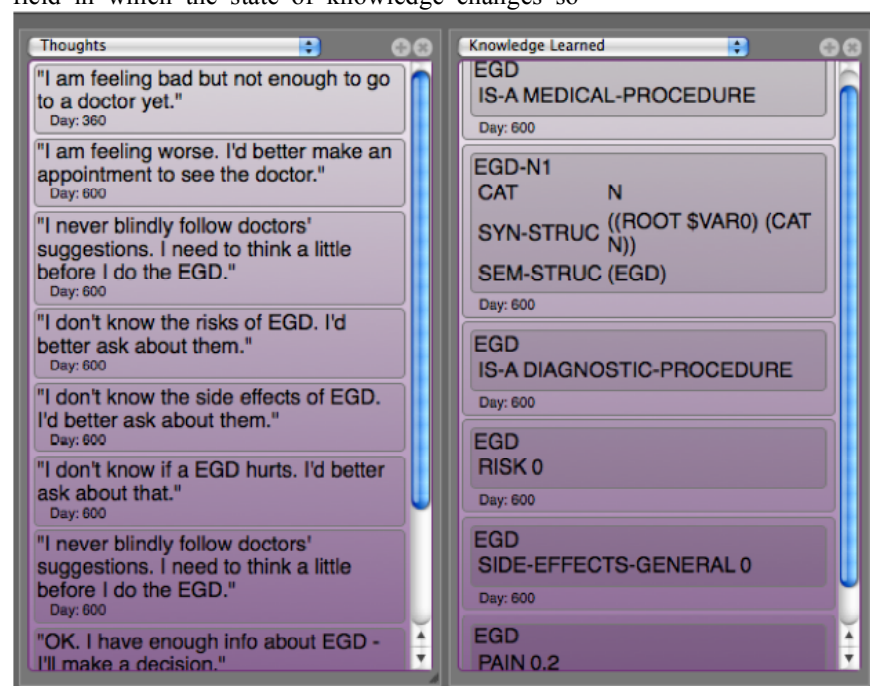 field in which the state of knowledge changes so
Thoughts
"I am feeling bad but not enough to go
to a doctor yet."
Day: 360
"I am feeling worse. I'd better make an
appointment to see the doctor."
Day: 600
"I never blindly follow doctors'
suggestions. I need to think a little
before I do the EGD."
Day: 600
"I don't know the risks of EGD. I'd
better ask about them."
Day: 600
"I don't know the side effects of EGD.
I'd better ask about them."
Day: 600
"I don't know if a EGD hurts. I'd better
ask about that."
Day: 600
"I never blindly follow doctors'
suggestions. I need to think a little
before I do the EGD."
Day: 600
"OK. I have enough info about EGD -
I'll make a decision."
Knowledge Learned
EGD
IS-A MEDICAL-PROCEDURE
Day: 600
EGD-N1
CAT N
SYN-STRUC ((ROOT $VAR0) (CAT
N))
SEM-STRUC (EGD)
Day: 600
EGD
IS-A DIAGNOSTIC-PROCEDURE
Day: 600
EGD
RISK 0
Day: 600
EGD
SIDE-EFFECTS-GENERAL 0
Day: 600
EGD
PAIN 0.2